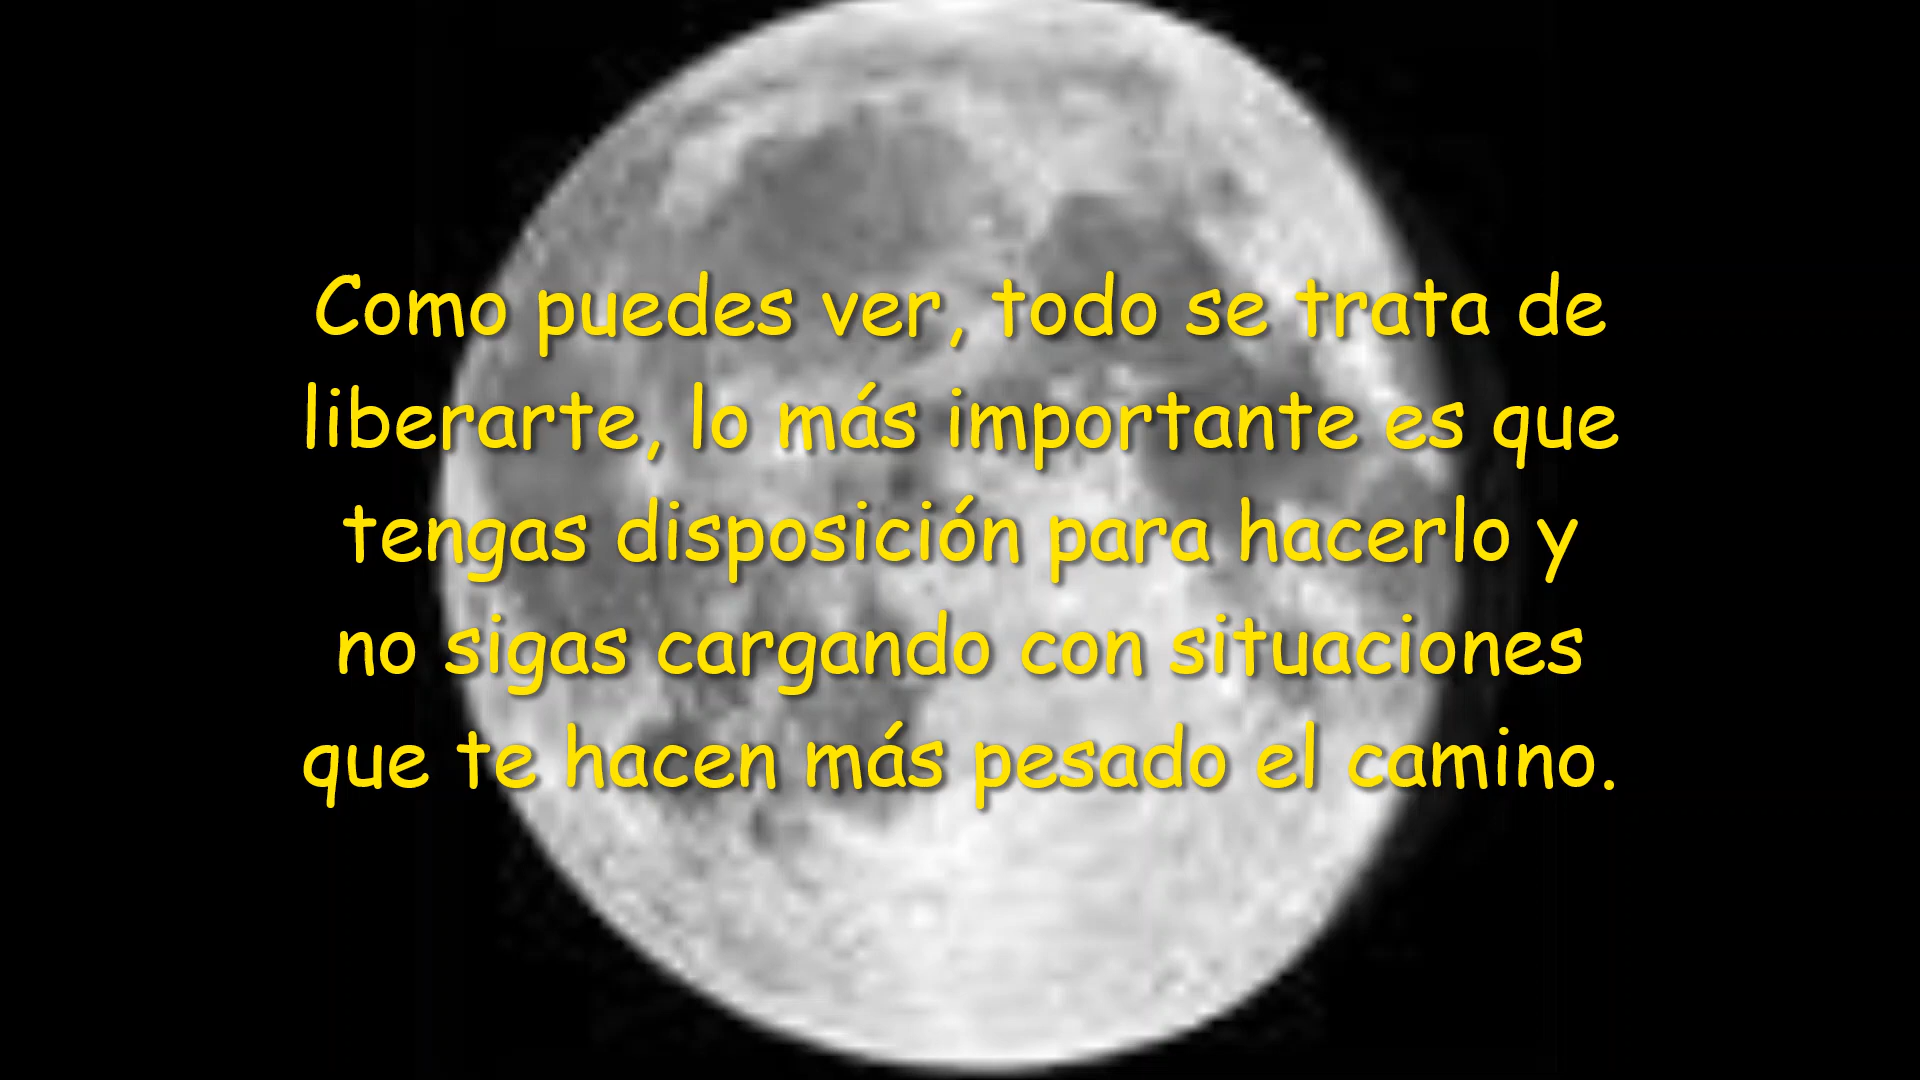 Como puedes ver, todo se trata de
liberarte, lo más importante es que
tengas disposición para hacerlo y
no sigas cargando con situaciones
que te hacen más pesado el camino.